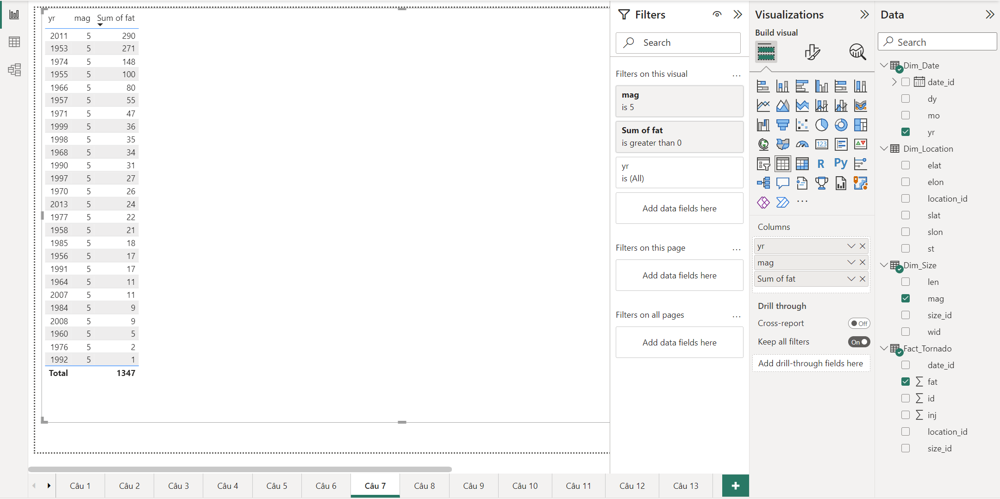 yr mag Sum of fat
2011 5 290
1953 5 271
1974 5 148
1955 5 100
1966 5 80
1957 5 55
1971 5 47
1999 5 36
1998 5 35
1968 5 34
1990 5 31
1997 5 27
1970 5 26
2013 5 24
1977 5 22
1958 5 21
1985 5 18
1956 5 17
1991 5 17
1964 5 11
2007 5 11
1984 5 9
2008 5 9
1960 5 5
1976 5 2
1992 5 1
Total 1347
Filters
Search
Filters on this visual ...
mag
is 5
Sum of fat
is greater than 0
yr
is (All)
Add data fields here
Filters on this page ...
Add data fields here
Filters on all pages ...
Add data fields here
Visualizations
Build visual
123
R Py
...
Columns
yr
mag
Sum of fat
Drill through
Cross-report Off
Keep all filters On
Add drill-through fields here
Data
Search
Dim_Date
date_id
dy
mo
yr
Dim_Location
elat
elon
location_id
slat
slon
st
Dim_Size
len
mag
size_id
wid
Fact_Tornado
date_id
∑ fat
∑ id
∑ inj
location_id
size_id
Câu 1 Câu 2 Câu 3 Câu 4 Câu 5 Câu 6 Câu 7 Câu 8 Câu 9 Câu 10 Câu 11 Câu 12 Câu 13 +